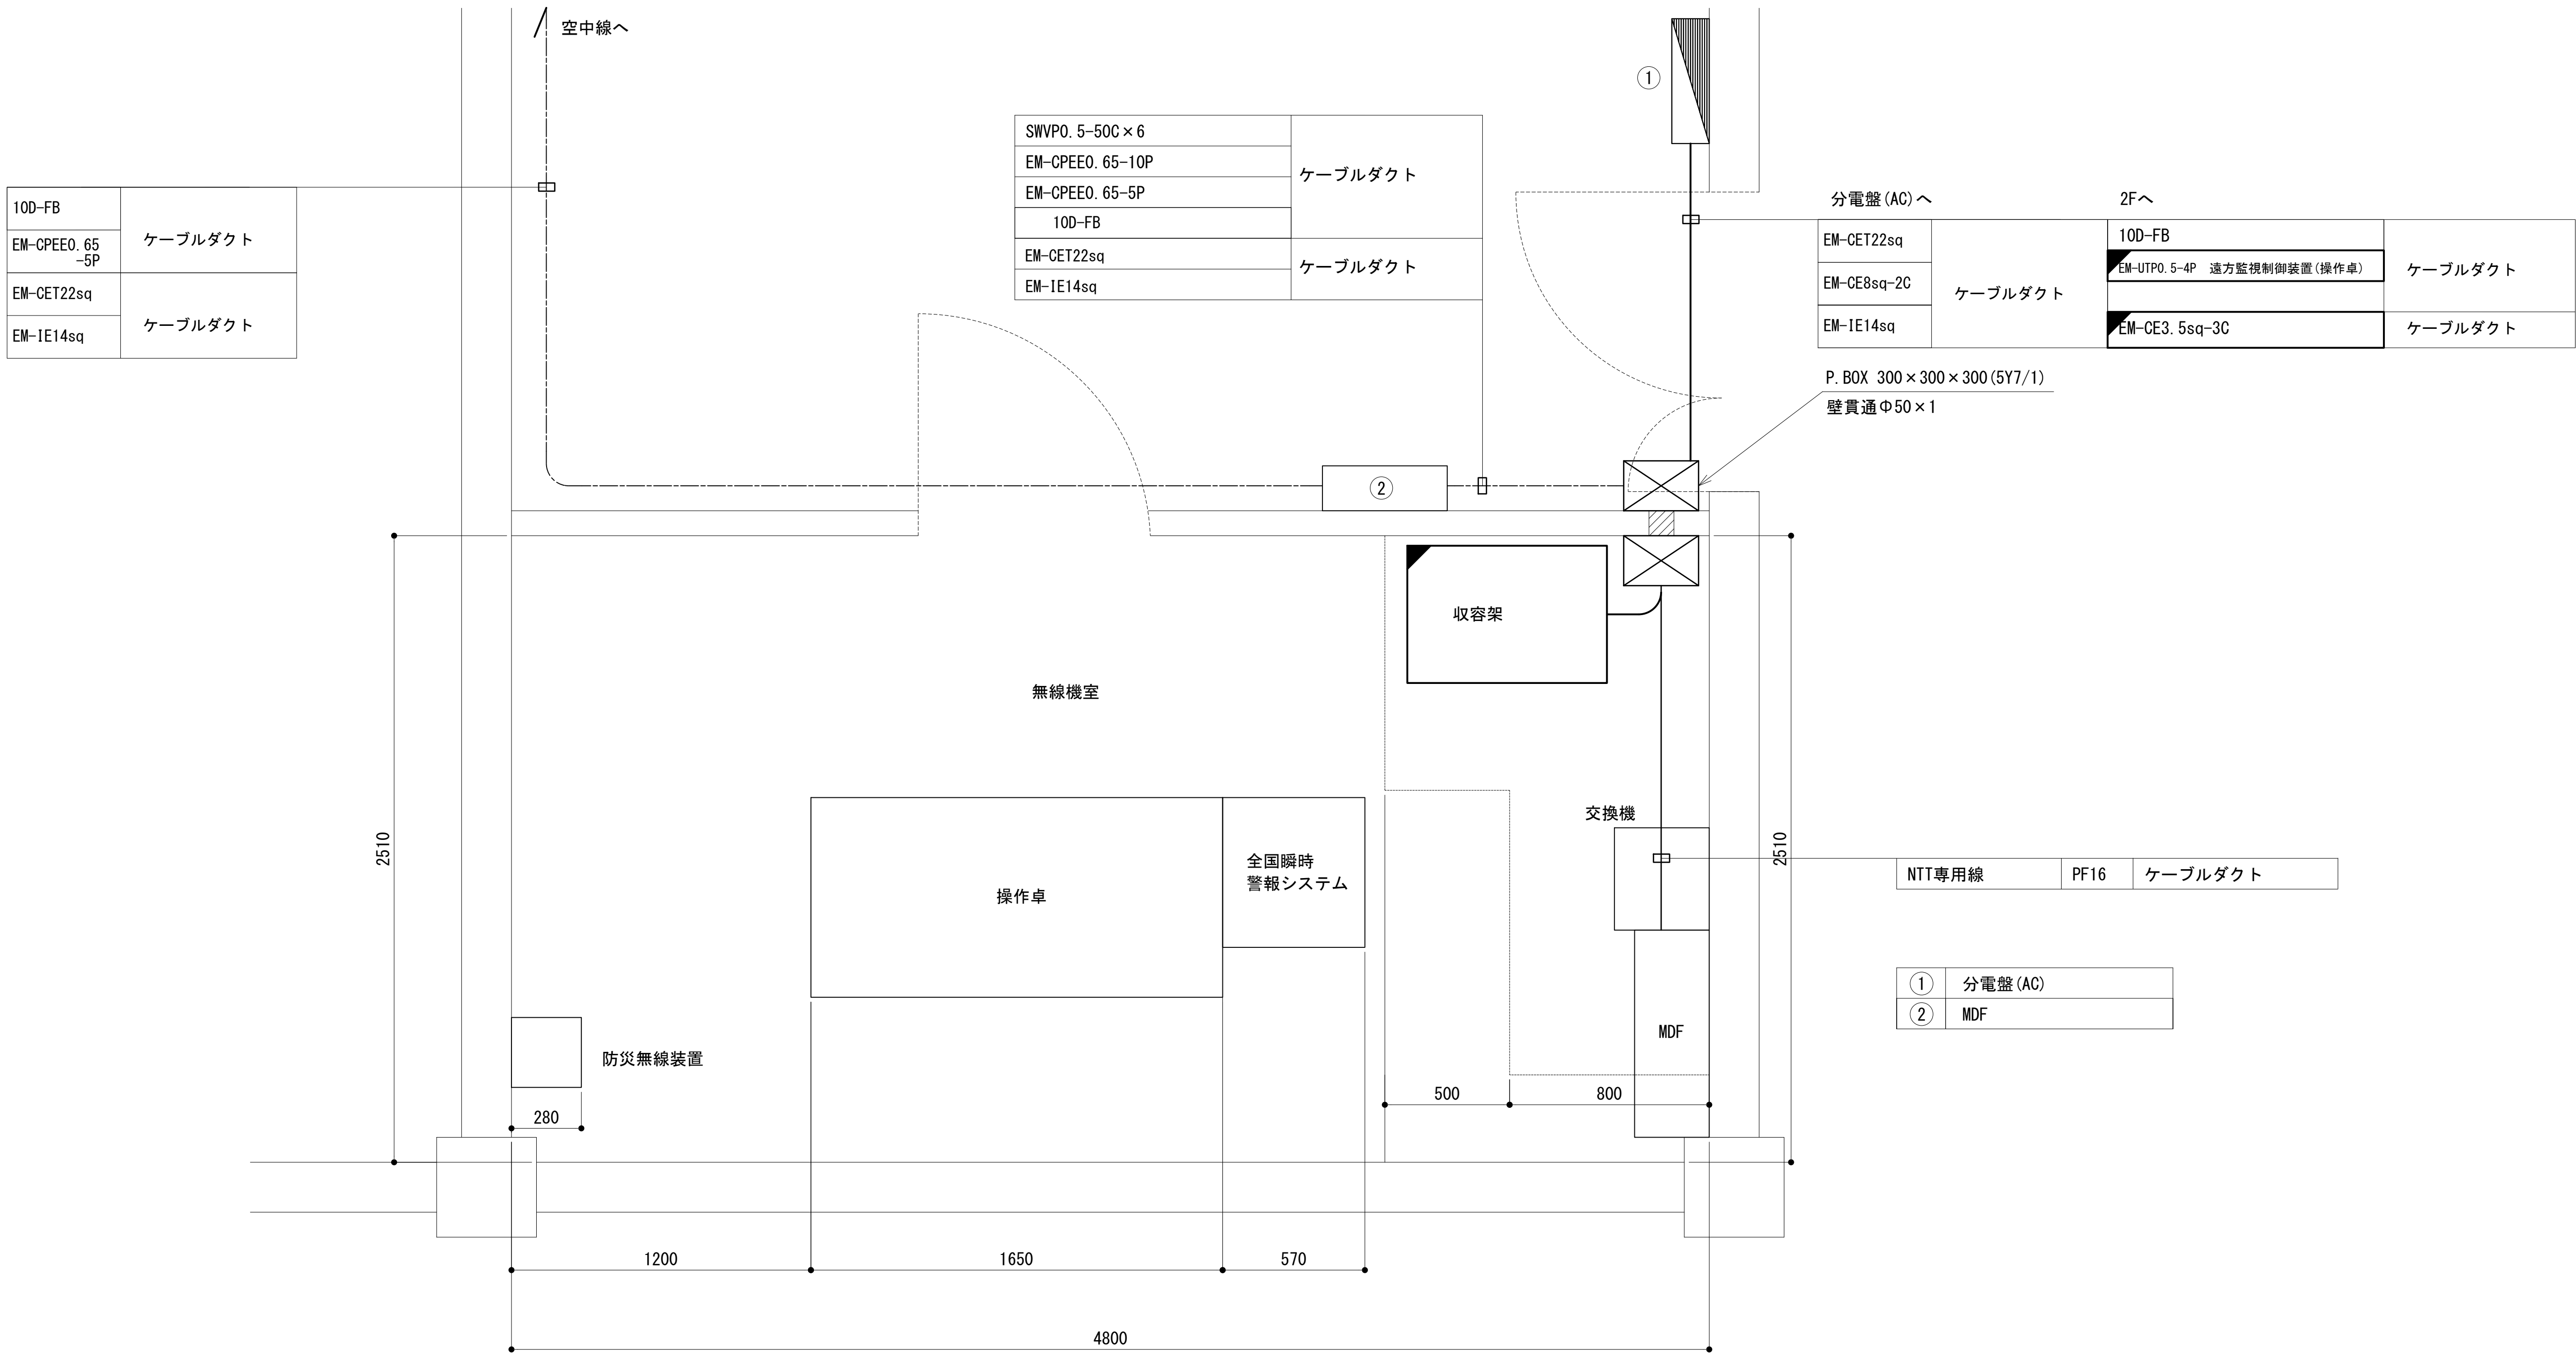 空中線へ
①
SWVP0.5-50C×6
EM-CPEE0.65-10P
EM-CPEE0.65-5P
10D-FB
ケーブルダクト
EM-CET22sq
EM-IE14sq
ケーブルダクト
10D-FB
EM-CPEE0.65
-5P
ケーブルダクト
EM-CET22sq
EM-IE14sq
ケーブルダクト
分電盤(AC)へ
EM-CET22sq
EM-CE8sq-2C
EM-IE14sq
ケーブルダクト
2Fへ
10D-FB
EM-UTP0.5-4P 遠方監視制御装置(操作卓)
ケーブルダクト
EM-CE3.5sq-3C
ケーブルダクト
P.BOX 300×300×300(5Y7/1)
壁貫通Φ50×1
②
収容架
無線機室
交換機
2510
操作卓
全国瞬時
警報システム
2510
NTT専用線 PF16 ケーブルダクト
① 分電盤(AC)
② MDF
MDF
防災無線装置
500
800
280
1200
1650
570
4800